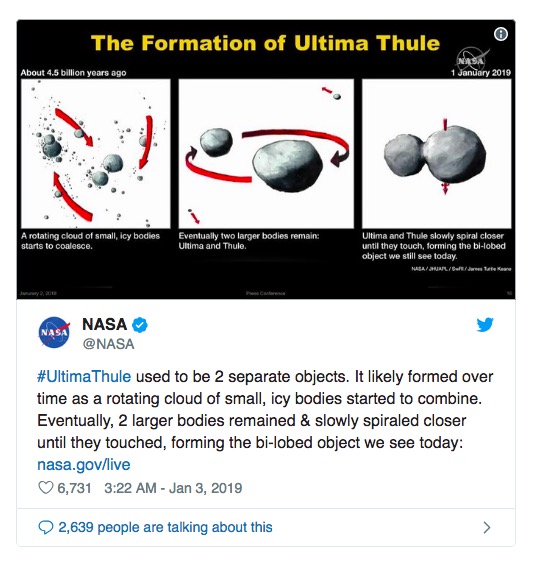 The Formation of Ultima Thule
NASA
About 4.5 billion years ago
1 January 2019
A rotating cloud of small, icy bodies
starts to coalesce.
Eventually two larger bodies remain:
Ultima and Thule.
Ultima and Thule slowly spiral closer
until they touch, forming the bi-lobed
object we still see today.
NASA / JHUAPL / SwRI / James Tuttle Keane
January 2, 2019
Press Conference
NASA
NASA
@NASA
#UltimaThule used to be 2 separate objects. It likely formed over
time as a rotating cloud of small, icy bodies started to combine.
Eventually, 2 larger bodies remained & slowly spiraled closer
until they touched, forming the bi-lobed object we see today:
nasa.gov/live
6,731 3:22 AM - Jan 3, 2019
2,639 people are talking about this